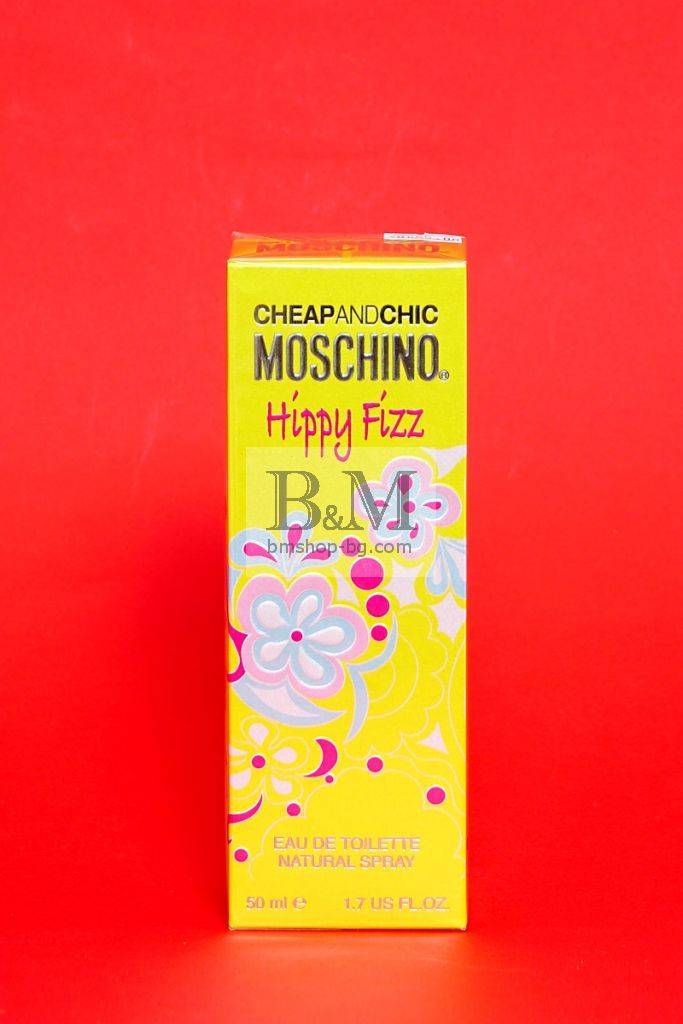 MOSCHINO
CHEAPANDCHIC
MOSCHINO®
Hippy Fizz
B&M
bmshop-bg.com
EAU DE TOILETTE
NATURAL SPRAY
50 ml ℮ 1.7 US FL.OZ.